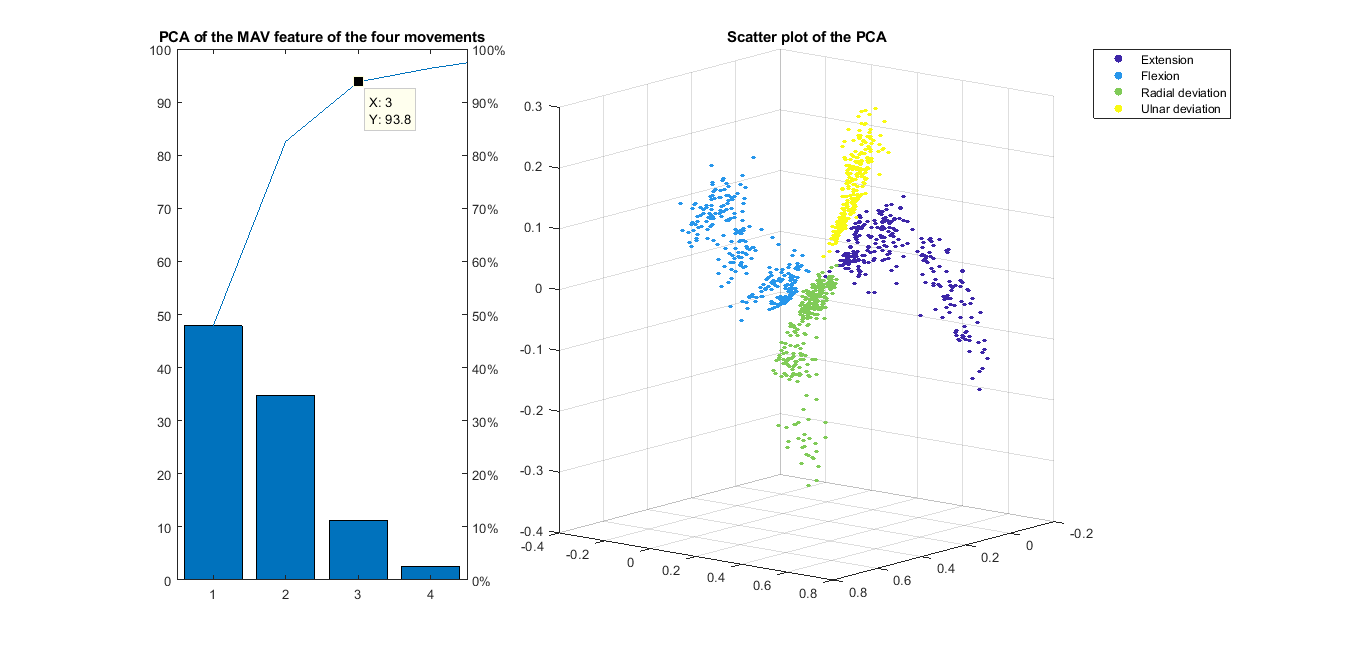 PCA of the MAV feature of the four movements
100
90
80
70
60
50
40
30
20
10
0
100%
90%
80%
70%
60%
50%
40%
30%
20%
10%
0%
X: 3
Y: 93.8
1 2 3 4
Scatter plot of the PCA
0.3
0.2
0.1
0
-0.1
-0.2
-0.3
-0.4
-0.4 -0.2 0 0.2 0.4 0.6 0.8
0.8 0.6 0.4 0.2 0 -0.2
Extension
Flexion
Radial deviation
Ulnar deviation